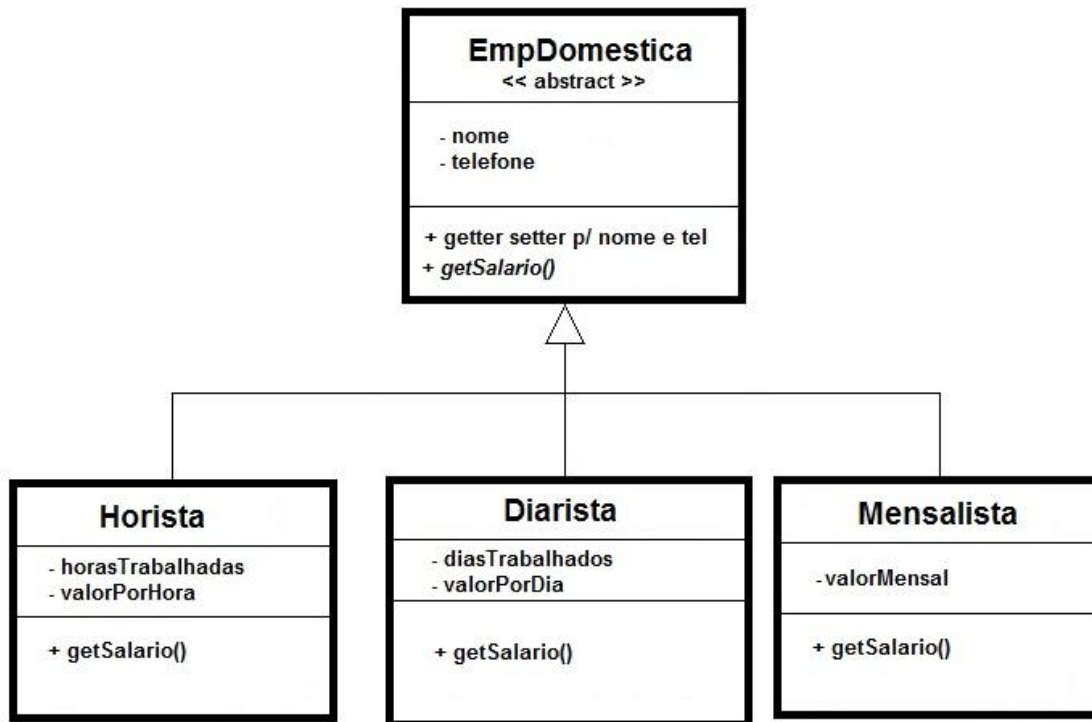 EmpDomestica
<< abstract >>
- nome
- telefone
+ getter setter p/ nome e tel
+ getSalario()
Horista
- horasTrabalhadas
- valorPorHora
+ getSalario()
Diarista
- diasTrabalhados
- valorPorDia
+ getSalario()
Mensalista
-valorMensal
+ getSalario()